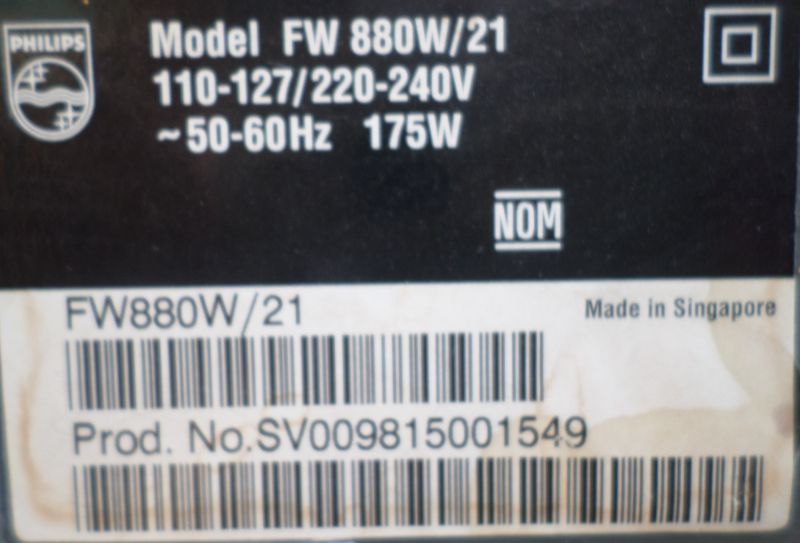 PHILIPS
Model FW 880W/21
110-127/220-240V
~50-60Hz 175W
NOM
FW880W/21
Made in Singapore
Prod. No.SV009815001549